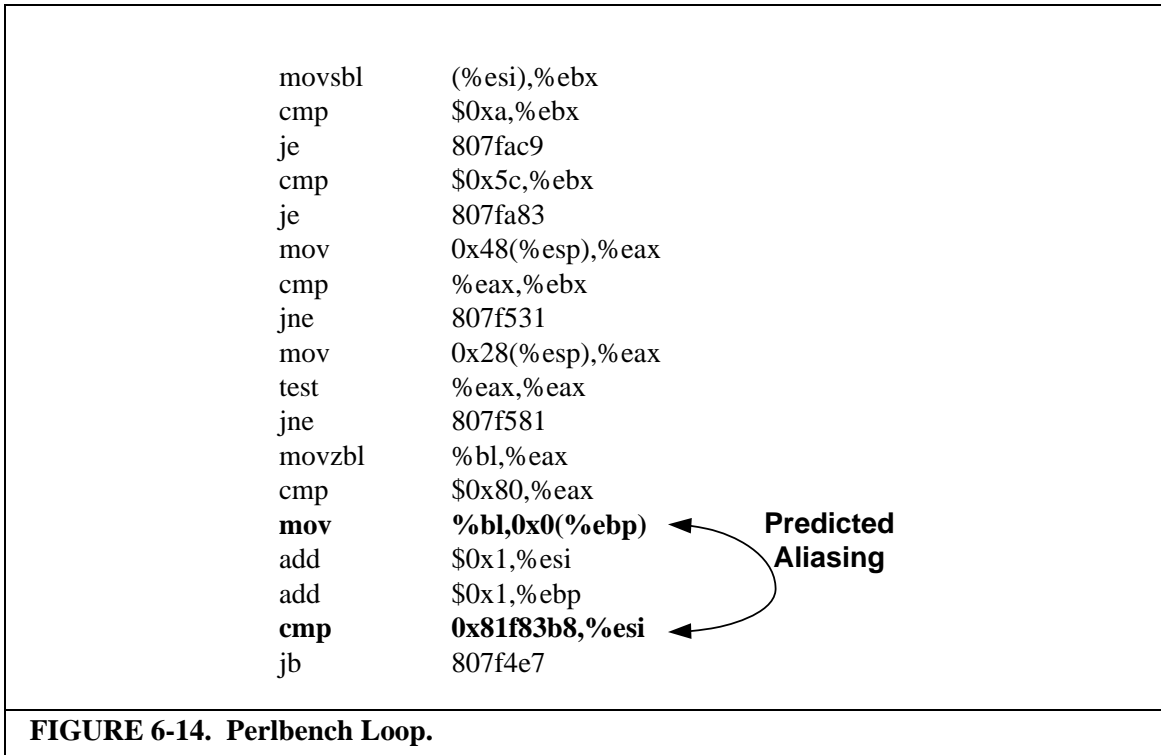 movsbl (%esi),%ebx
cmp $0xa,%ebx
je 807fac9
cmp $0x5c,%ebx
je 807fa83
mov 0x48(%esp),%eax
cmp %eax,%ebx
jne 807f531
mov 0x28(%esp),%eax
test %eax,%eax
jne 807f581
movzbl %bl,%eax
cmp $0x80,%eax
mov %bl,0x0(%ebp)
add $0x1,%esi
add $0x1,%ebp
cmp 0x81f83b8,%esi
jb 807f4e7
Predicted
Aliasing
FIGURE 6-14. Perlbench Loop.